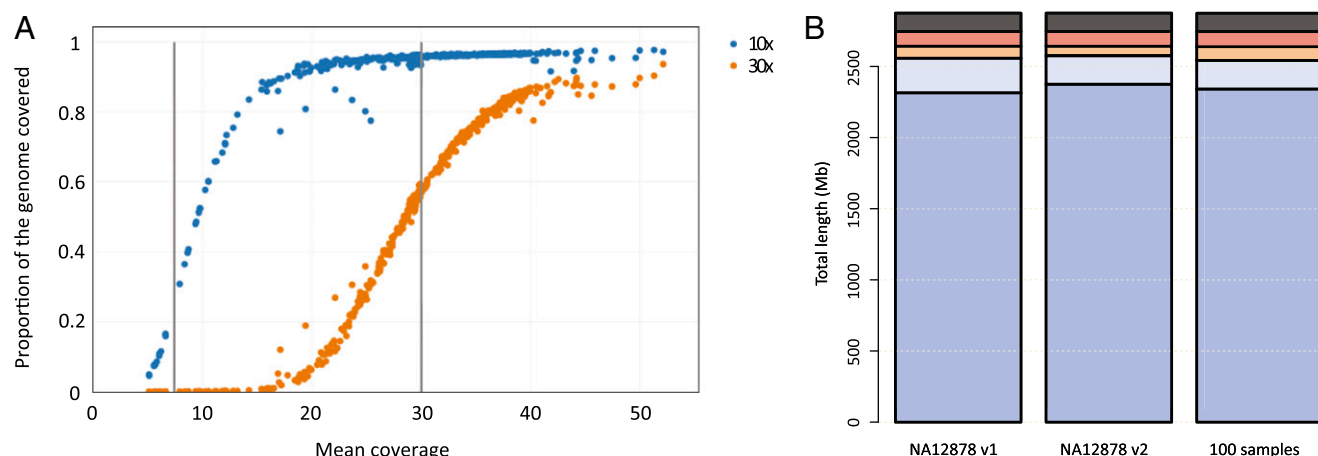 A
Proportion of the genome covered
1
0.8
0.6
0.4
0.2
0
0 10 20 30 40 50
Mean coverage
10x
30x
B
Total length (Mb)
2500
2000
1500
1000
500
0
NA12878 v1 NA12878 v2 100 samples